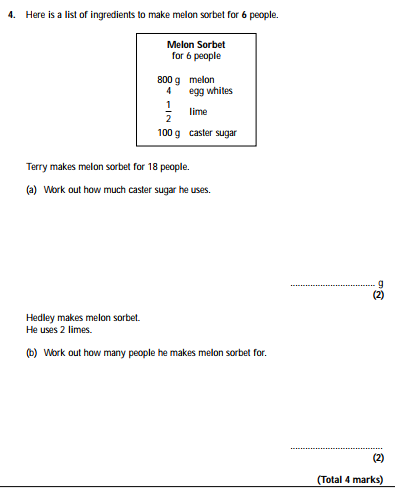 4. Here is a list of ingredients to make melon sorbet for 6 people.
Melon Sorbet
for 6 people
800 g melon
4 egg whites
1/2 lime
100 g caster sugar
Terry makes melon sorbet for 18 people.
(a) Work out how much caster sugar he uses.
.............................. g
(2)
Hedley makes melon sorbet.
He uses 2 limes.
(b) Work out how many people he makes melon sorbet for.
.................................
(2)
(Total 4 marks)